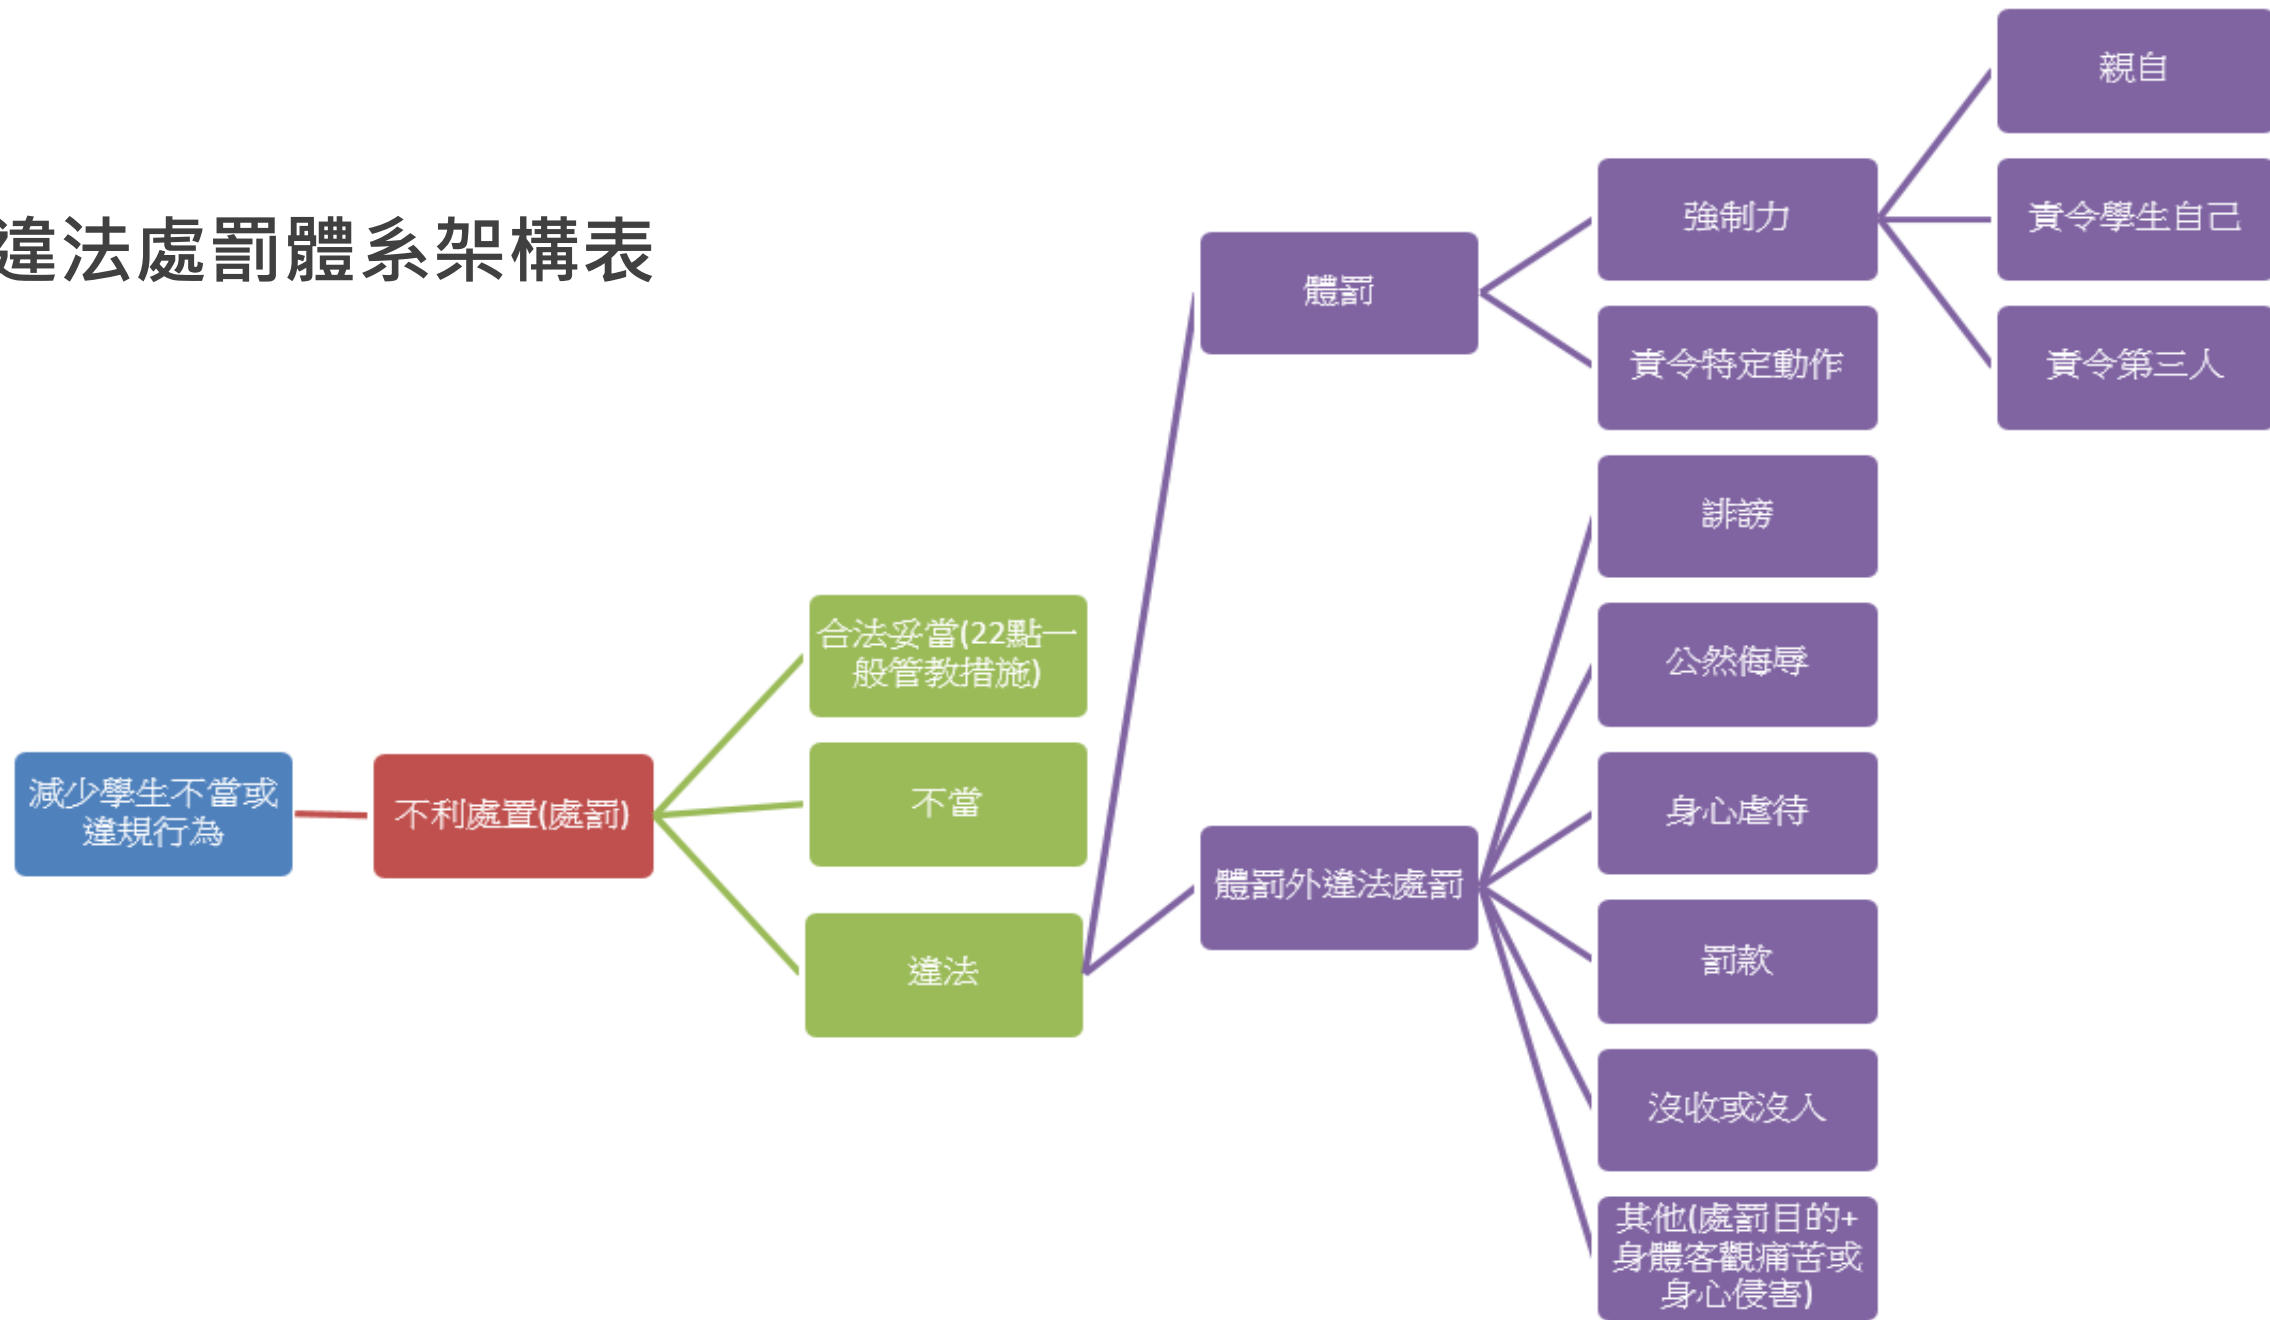 違法處罰體系架構表
減少學生不當或
違規行為
不利處置(處罰)
合法妥當(22點一
般管教措施)
不當
違法
體罰
體罰外違法處罰
強制力
責令特定動作
誹謗
公然侮辱
身心虐待
罰款
沒收或沒入
其他(處罰目的+
身體客觀痛苦或
身心侵害)
親自
責令學生自己
責令第三人